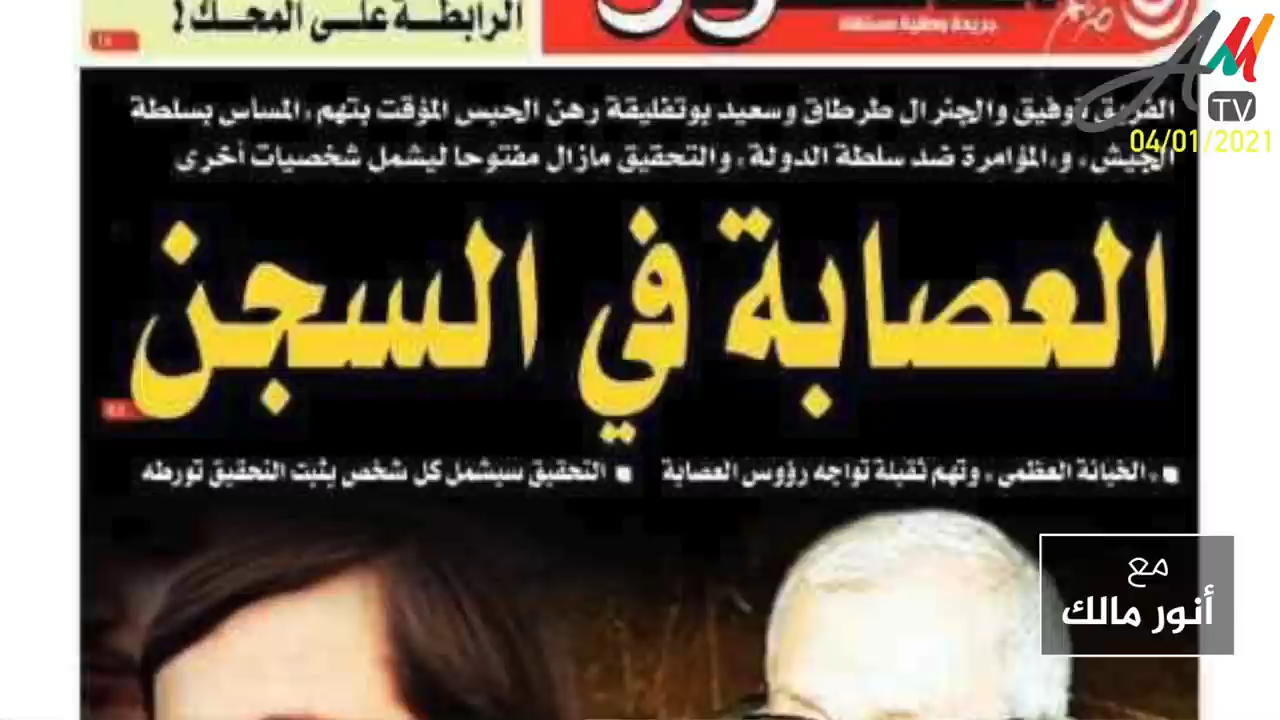 الرابطة على المحك!
جريدة وطنية مستقلة
TV
04/01/2021
الفريق توفيق والجنرال طرطاق وسعيد بوتفليقة رهن الحبس المؤقت بتهم "المساس بسلطة
الجيش" و"المؤامرة ضد سلطة الدولة" والتحقيق مازال مفتوحا ليشمل شخصيات أخرى
العصابة في السجن
"الخيانة العظمى" وتهم ثقيلة تواجه رؤوس العصابة
التحقيق سيشمل كل شخص يثبت التحقيق تورطه
مع
أنور مالك